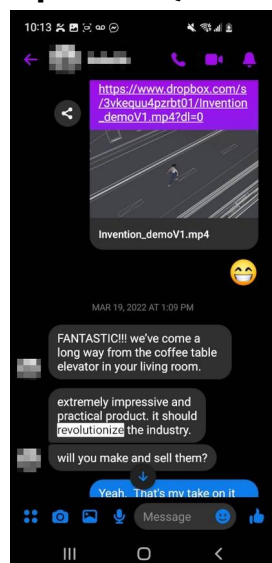 10:13
https://www.dropbox.com/s
/3vkequu4pzrbt01/Invention
_demoV1.mp4?dl=0
Invention_demoV1.mp4
MAR 19, 2022 AT 1:09 PM
FANTASTIC!!! we've come a
long way from the coffee table
elevator in your living room.
extremely impressive and
practical product. it should
revolutionize the industry.
will you make and sell them?
Yeah. That's my take on it
Message